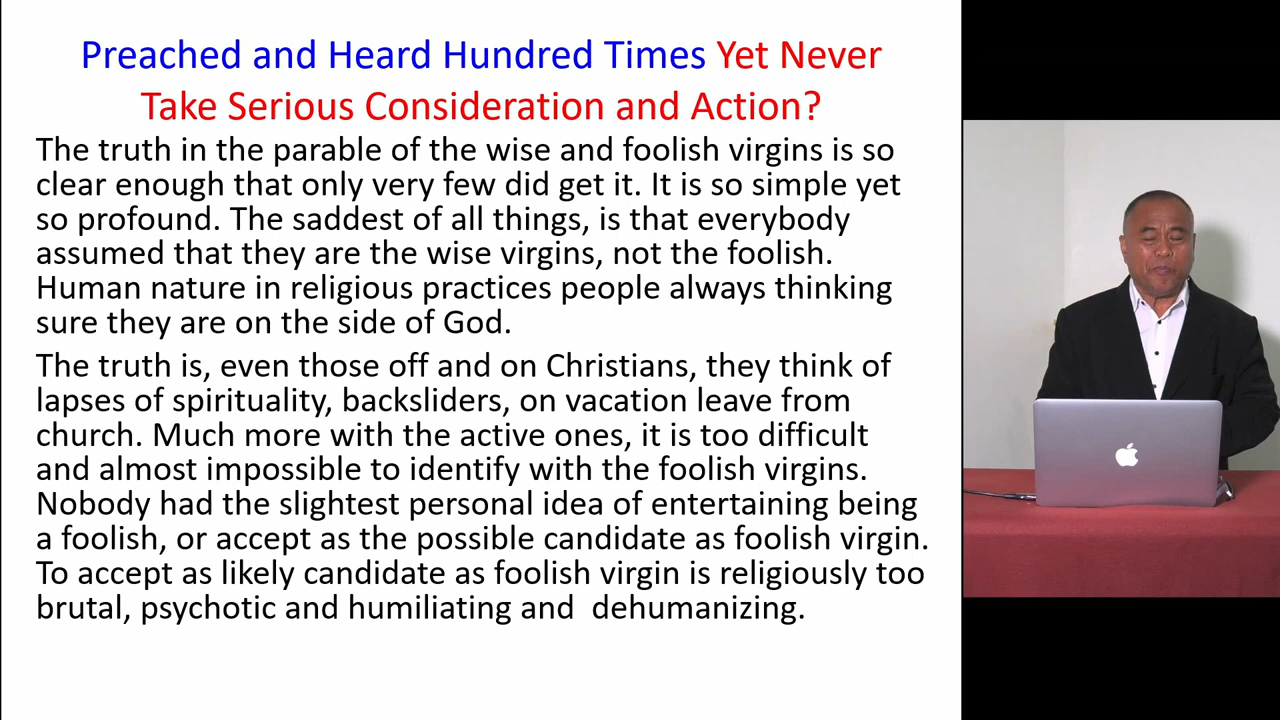 Preached and Heard Hundred Times Yet Never
Take Serious Consideration and Action?
The truth in the parable of the wise and foolish virgins is so
clear enough that only very few did get it. It is so simple yet
so profound. The saddest of all things, is that everybody
assumed that they are the wise virgins, not the foolish.
Human nature in religious practices people always thinking
sure they are on the side of God.
The truth is, even those off and on Christians, they think of
lapses of spirituality, backsliders, on vacation leave from
church. Much more with the active ones, it is too difficult
and almost impossible to identify with the foolish virgins.
Nobody had the slightest personal idea of entertaining being
a foolish, or accept as the possible candidate as foolish virgin.
To accept as likely candidate as foolish virgin is religiously too
brutal, psychotic and humiliating and  dehumanizing.